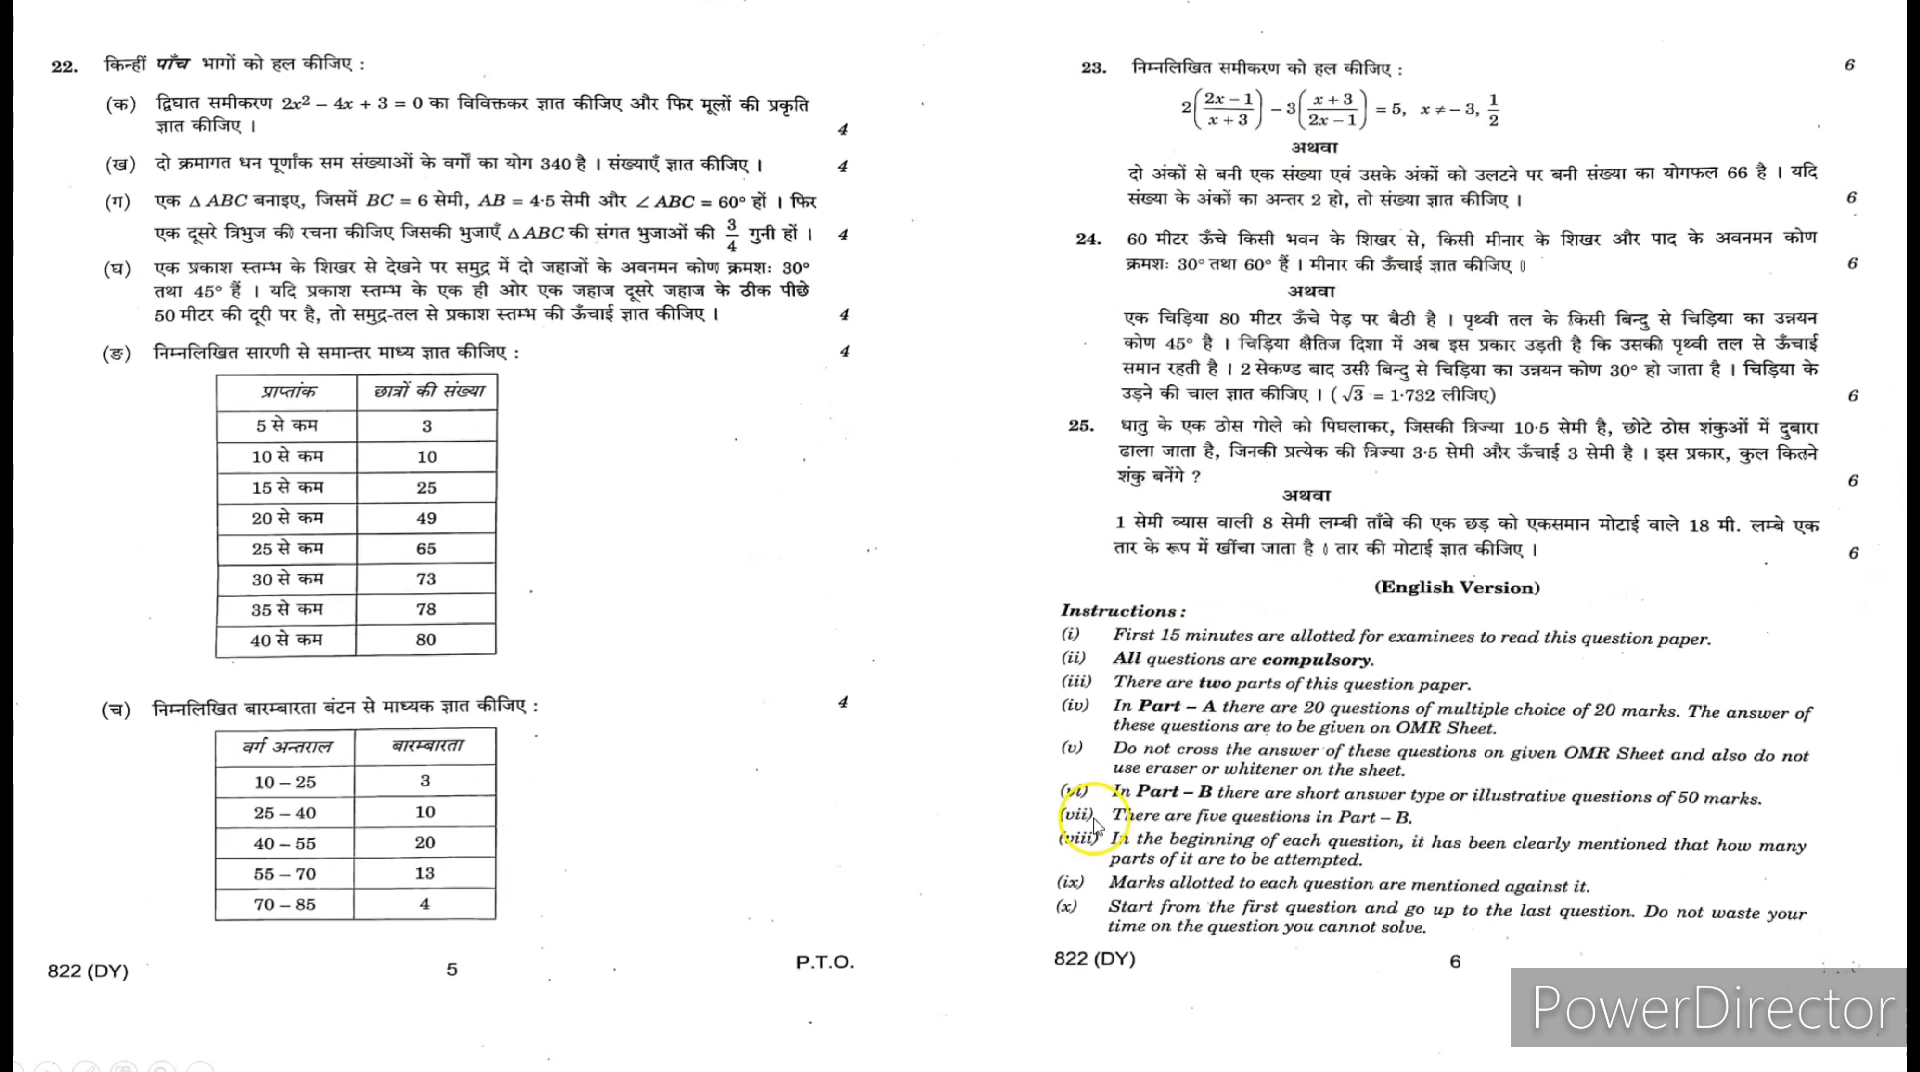 22. किन्हीं पाँच भागों को हल कीजिए :
(क) द्विघात समीकरण 2x² – 4x + 3 = 0 का विविक्तकर ज्ञात कीजिए और फिर मूलों की प्रकृति
ज्ञात कीजिए । 4
(ख) दो क्रमागत धन पूर्णांक सम संख्याओं के वर्गों का योग 340 है । संख्याएँ ज्ञात कीजिए । 4
(ग) एक Δ ABC बनाइए, जिसमें BC = 6 सेमी, AB = 4·5 सेमी और ∠ ABC = 60° हों । फिर
एक दूसरे त्रिभुज की रचना कीजिए जिसकी भुजाएँ Δ ABC की संगत भुजाओं की 3/4 गुनी हों । 4
(घ) एक प्रकाश स्तम्भ के शिखर से देखने पर समुद्र में दो जहाजों के अवनमन कोण क्रमशः 30°
तथा 45° हैं । यदि प्रकाश स्तम्भ के एक ही ओर एक जहाज दूसरे जहाज के ठीक पीछे
50 मीटर की दूरी पर है, तो समुद्र-तल से प्रकाश स्तम्भ की ऊँचाई ज्ञात कीजिए । 4
(ङ) निम्नलिखित सारणी से समान्तर माध्य ज्ञात कीजिए : 4
प्राप्तांक छात्रों की संख्या
5 से कम 3
10 से कम 10
15 से कम 25
20 से कम 49
25 से कम 65
30 से कम 73
35 से कम 78
40 से कम 80
(च) निम्नलिखित बारम्बारता बंटन से माध्यक ज्ञात कीजिए : 4
वर्ग अन्तराल बारम्बारता
10 – 25 3
25 – 40 10
40 – 55 20
55 – 70 13
70 – 85 4
822 (DY) 5 P.T.O.
23. निम्नलिखित समीकरण को हल कीजिए : 6
2((2x – 1)/(x + 3)) – 3((x + 3)/(2x – 1)) = 5, x ≠ – 3, 1/2
अथवा
दो अंकों से बनी एक संख्या एवं उसके अंकों को उलटने पर बनी संख्या का योगफल 66 है । यदि
संख्या के अंकों का अन्तर 2 हो, तो संख्या ज्ञात कीजिए । 6
24. 60 मीटर ऊँचे किसी भवन के शिखर से, किसी मीनार के शिखर और पाद के अवनमन कोण
क्रमशः 30° तथा 60° हैं । मीनार की ऊँचाई ज्ञात कीजिए । 6
अथवा
एक चिड़िया 80 मीटर ऊँचे पेड़ पर बैठी है । पृथ्वी तल के किसी बिन्दु से चिड़िया का उन्नयन
कोण 45° है । चिड़िया क्षैतिज दिशा में अब इस प्रकार उड़ती है कि उसकी पृथ्वी तल से ऊँचाई
समान रहती है । 2 सेकण्ड बाद उसी बिन्दु से चिड़िया का उन्नयन कोण 30° हो जाता है । चिड़िया के
उड़ने की चाल ज्ञात कीजिए । ( √3 = 1·732 लीजिए) 6
25. धातु के एक ठोस गोले को पिघलाकर, जिसकी त्रिज्या 10·5 सेमी है, छोटे ठोस शंकुओं में दुबारा
ढाला जाता है, जिनकी प्रत्येक की त्रिज्या 3·5 सेमी और ऊँचाई 3 सेमी है । इस प्रकार, कुल कितने
शंकु बनेंगे ? 6
अथवा
1 सेमी व्यास वाली 8 सेमी लम्बी ताँबे की एक छड़ को एकसमान मोटाई वाले 18 मी. लम्बे एक
तार के रूप में खींचा जाता है । तार की मोटाई ज्ञात कीजिए । 6
(English Version)
Instructions :
(i) First 15 minutes are allotted for examinees to read this question paper.
(ii) All questions are compulsory.
(iii) There are two parts of this question paper.
(iv) In Part – A there are 20 questions of multiple choice of 20 marks. The answer of
these questions are to be given on OMR Sheet.
(v) Do not cross the answer of these questions on given OMR Sheet and also do not
use eraser or whitener on the sheet.
(vi) In Part – B there are short answer type or illustrative questions of 50 marks.
(vii) There are five questions in Part – B.
(viii) In the beginning of each question, it has been clearly mentioned that how many
parts of it are to be attempted.
(ix) Marks allotted to each question are mentioned against it.
(x) Start from the first question and go up to the last question. Do not waste your
time on the question you cannot solve.
822 (DY) 6
PowerDirector